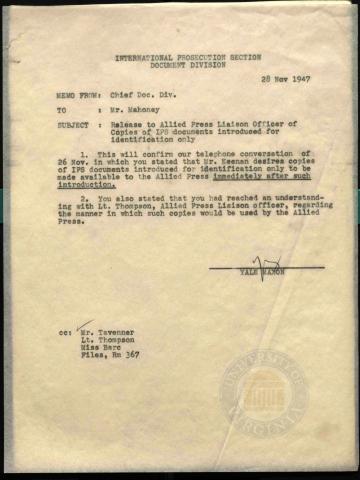 INTERNATIONAL PROSECUTION SECTION
DOCUMENT DIVISION
28 Nov 1947
MEMO FROM: Chief Doc. Div.
TO : Mr. Mahoney
SUBJECT : Release to Allied Press Liaison Officer of
Copies of IPS documents introduced for
identification only
1. This will confirm our telephone conversation of
26 Nov. in which you stated that Mr. Keenan desires copies
of IPS documents introduced for identification only to be
made available to the Allied Press immediately after such
introduction.
2. You also stated that you had reached an understand-
ing with Lt. Thompson, Allied Press Liaison officer, regarding
the manner in which such copies would be used by the Allied
Press.
YALE MAXON
cc: Mr. Tavenner
Lt. Thompson
Miss Barc
Files, Rm 367
UNIVERSITY OF VIRGINIA